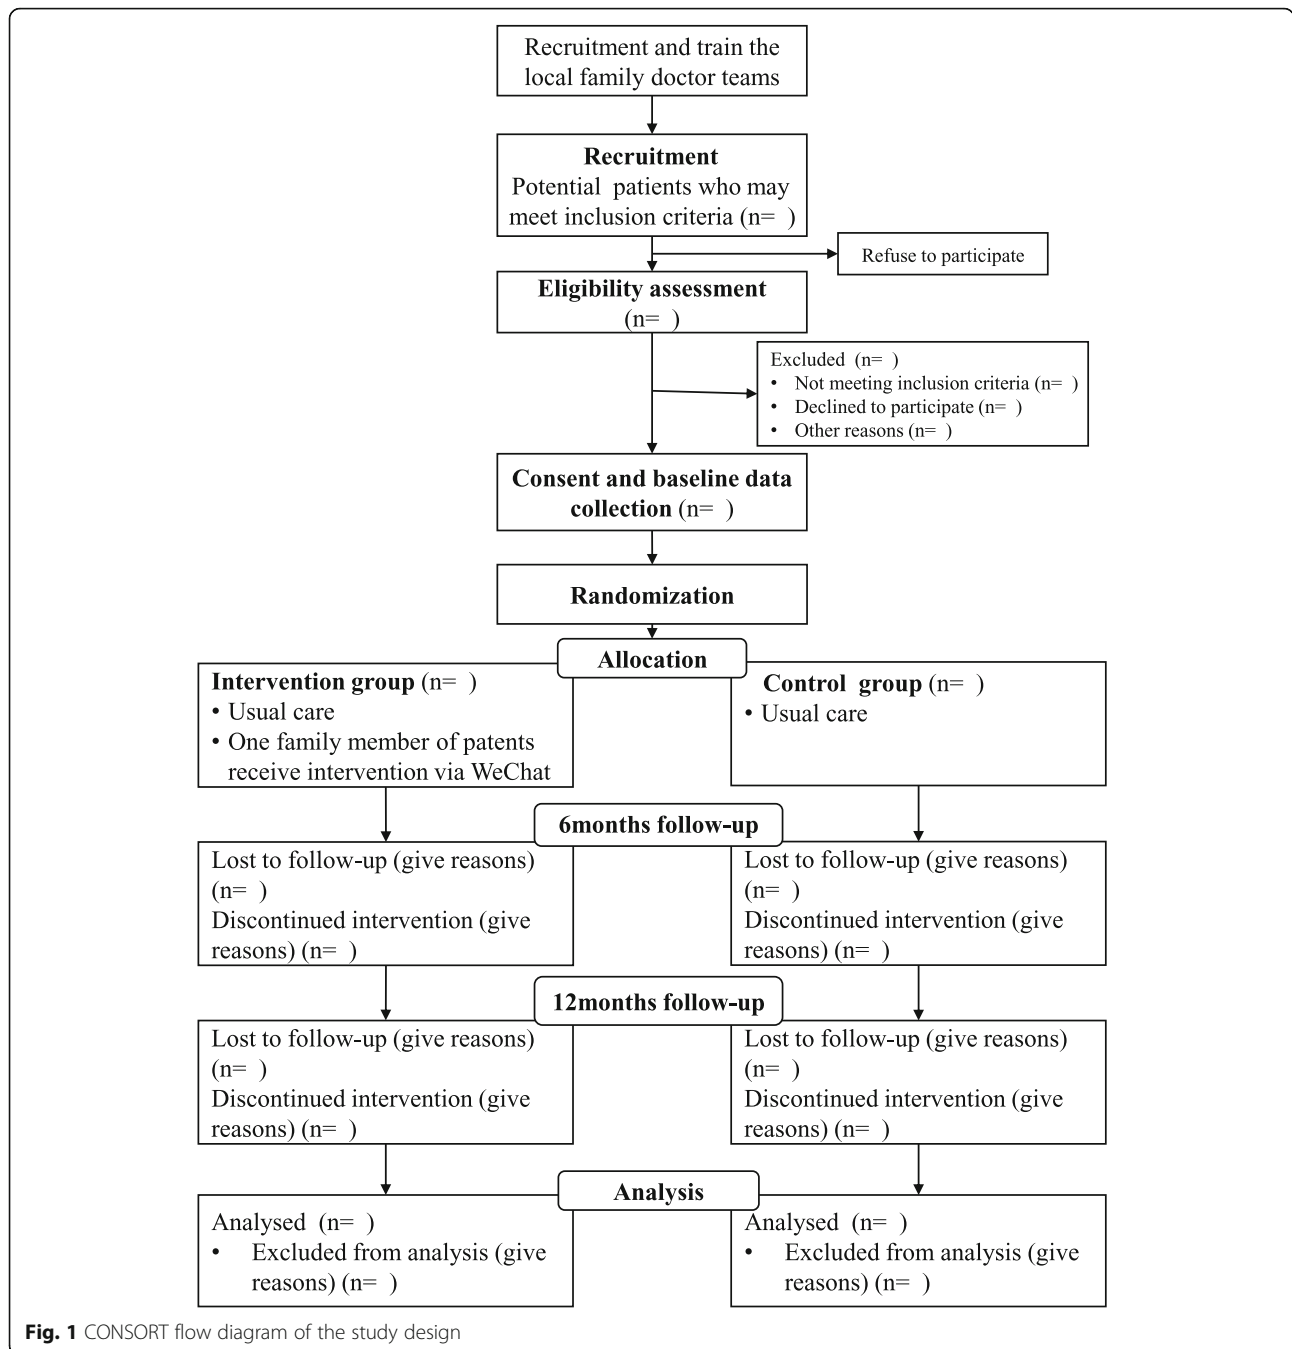 Recruitment and train the
local family doctor teams
Recruitment
Potential patients who may
meet inclusion criteria (n= )
Refuse to participate
Eligibility assessment
(n= )
Excluded (n= )
• Not meeting inclusion criteria (n= )
• Declined to participate (n= )
• Other reasons (n= )
Consent and baseline data
collection (n= )
Randomization
Allocation
Intervention group (n= )
• Usual care
• One family member of patents
receive intervention via WeChat
Control group (n= )
• Usual care
6months follow-up
Lost to follow-up (give reasons)
(n= )
Discontinued intervention (give
reasons) (n= )
Lost to follow-up (give reasons)
(n= )
Discontinued intervention (give
reasons) (n= )
12months follow-up
Lost to follow-up (give reasons)
(n= )
Discontinued intervention (give
reasons) (n= )
Lost to follow-up (give reasons)
(n= )
Discontinued intervention (give
reasons) (n= )
Analysis
Analysed (n= )
• Excluded from analysis (give
reasons) (n= )
Analysed (n= )
• Excluded from analysis (give
reasons) (n= )
Fig. 1 CONSORT flow diagram of the study design